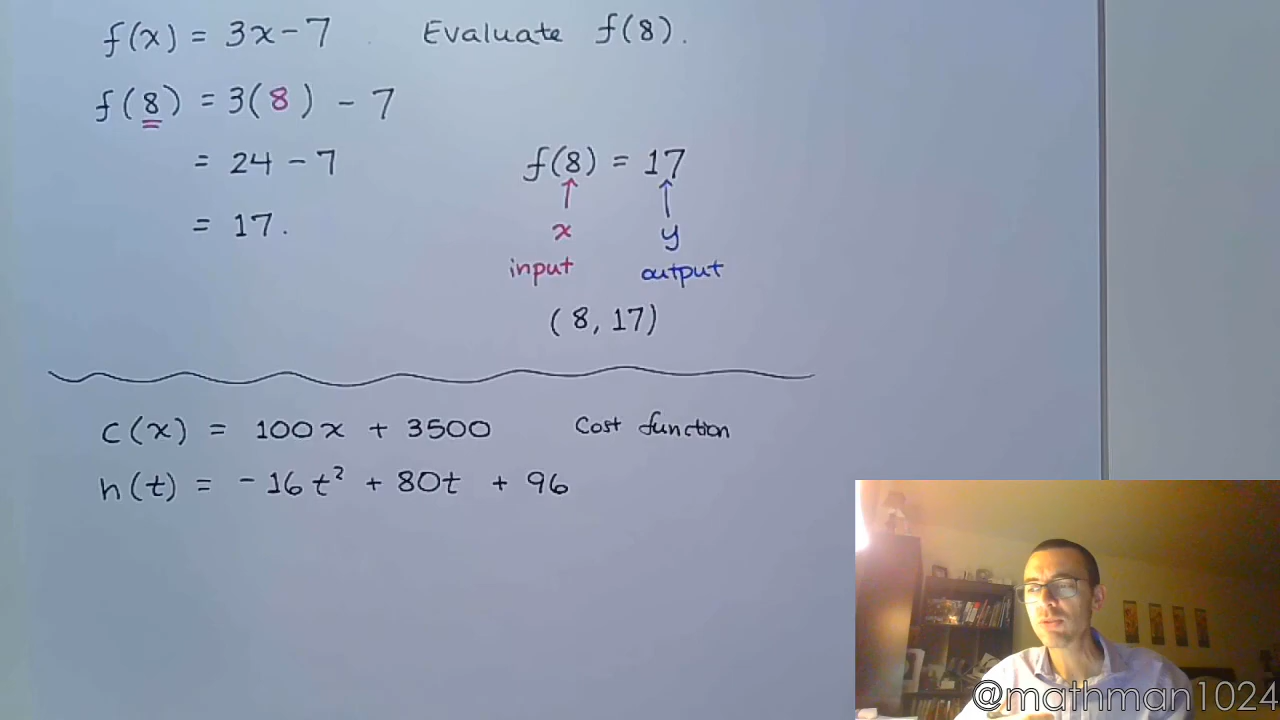 f(x) = 3x - 7 . Evaluate f(8).
f(8) = 3(8) - 7
= 24 - 7
= 17.
f(8) = 17
↑ ↑
x y
input output
(8, 17)
c(x) = 100x + 3500 Cost function
h(t) = -16t² + 80t + 96
@mathman1024